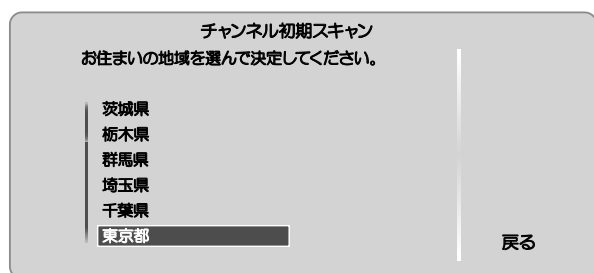 チャンネル初期スキャン
お住まいの地域を選んで決定してください。
茨城県
栃木県
群馬県
埼玉県
千葉県
東京都
戻る